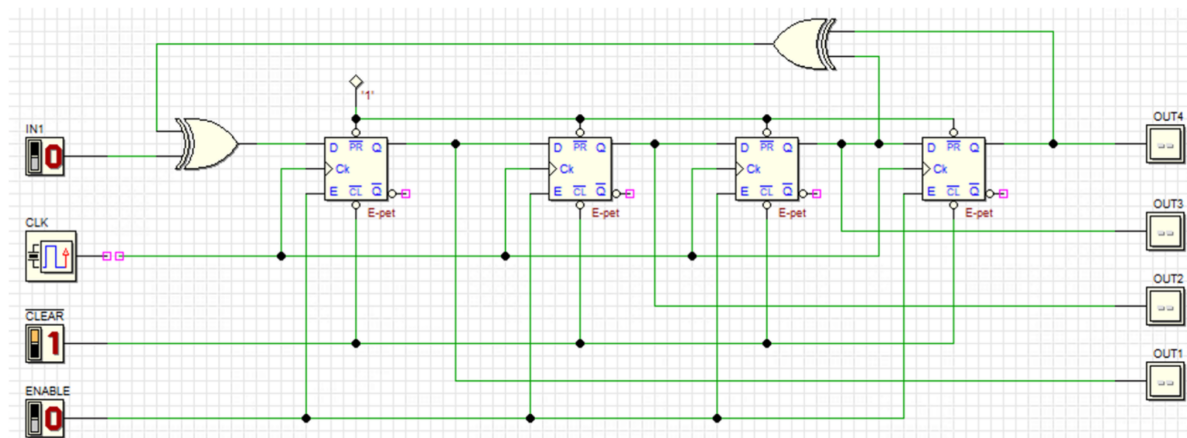 '1'
IN1
0
D PR Q
Ck
E CL Q
E-pet
D PR Q
Ck
E CL Q
E-pet
D PR Q
Ck
E CL Q
E-pet
D PR Q
Ck
E CL Q
E-pet
OUT4
--
OUT3
--
OUT2
--
OUT1
--
CLK
CLEAR
1
ENABLE
0